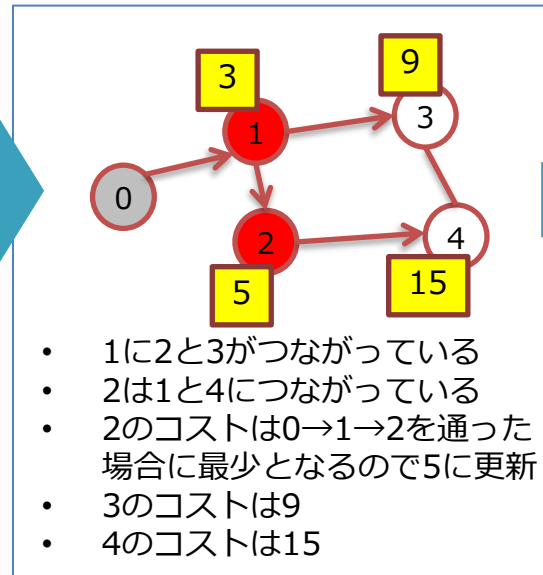 3
9
1
3
0
2
4
5
15
• 1に2と3がつながっている
• 2は1と4につながっている
• 2のコストは0→1→2を通った
場合に最少となるので5に更新
• 3のコストは9
• 4のコストは15